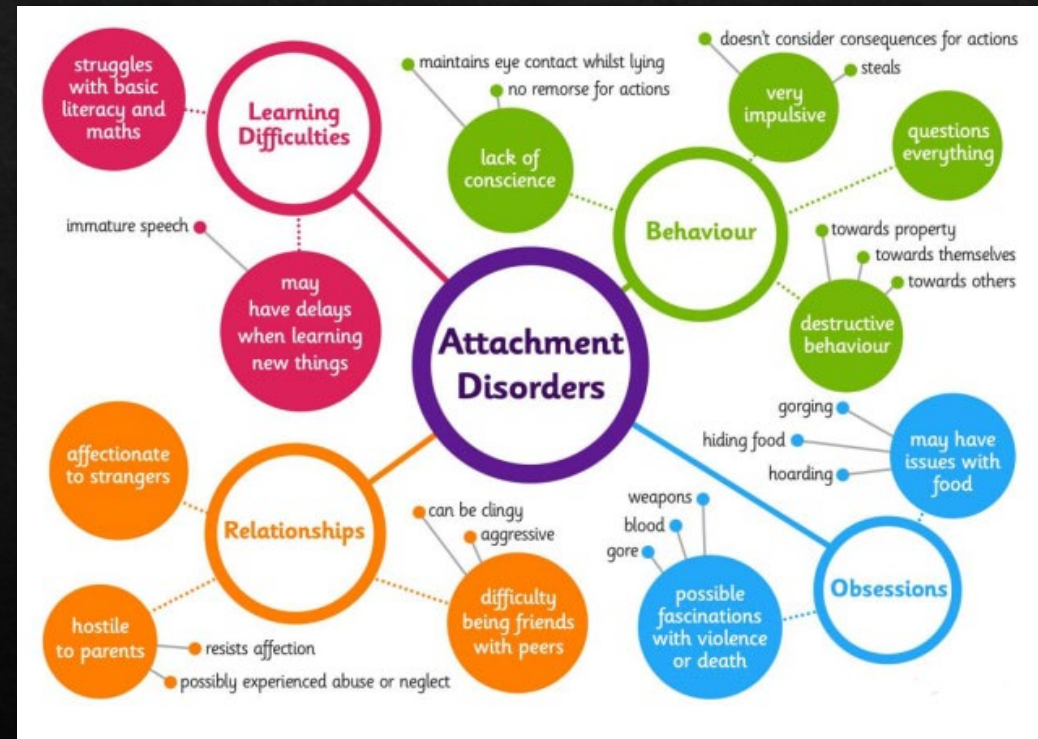 struggles
with basic
literacy and
maths
Learning
Difficulties
immature speech
may
have delays
when learning
new things
maintains eye contact whilst lying
no remorse for actions
lack of
conscience
doesn't consider consequences for actions
steals
very
impulsive
questions
everything
Behaviour
towards property
towards themselves
towards others
destructive
behaviour
Attachment
Disorders
affectionate
to strangers
Relationships
can be clingy
aggressive
difficulty
being friends
with peers
hostile
to parents
resists affection
possibly experienced abuse or neglect
gorging
hiding food
hoarding
may have
issues with
food
weapons
blood
gore
possible
fascinations
with violence
or death
Obsessions